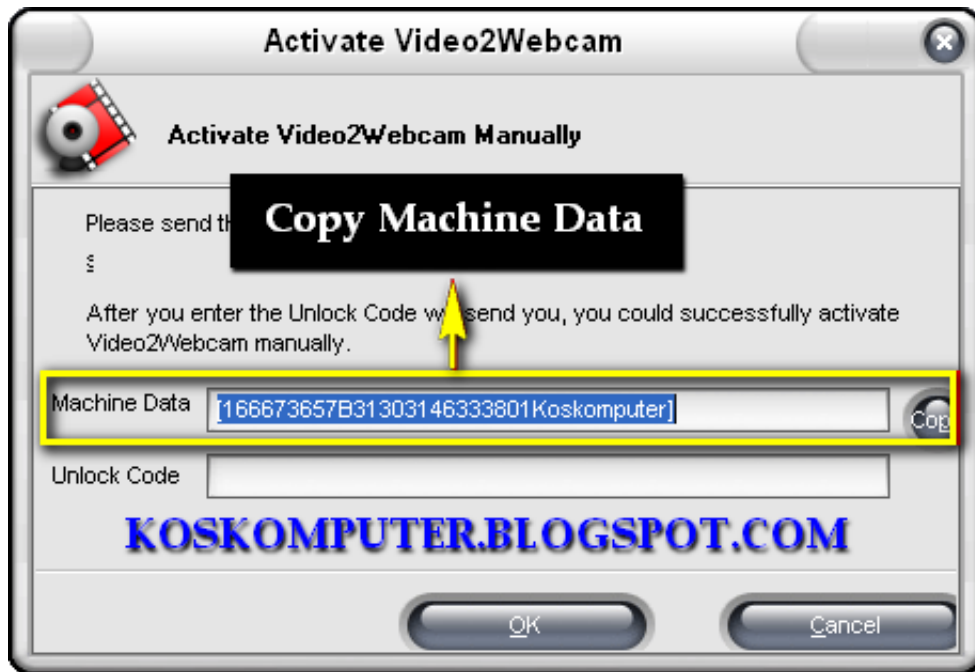 Activate Video2Webcam
Activate Video2Webcam Manually
Please send
Copy Machine Data
After you enter the Unlock Code we send you, you could successfully activate
Video2Webcam manually.
Machine Data [166673657B31303146333801Koskomputer]
Unlock Code
KOSKOMPUTER.BLOGSPOT.COM
OK Cancel